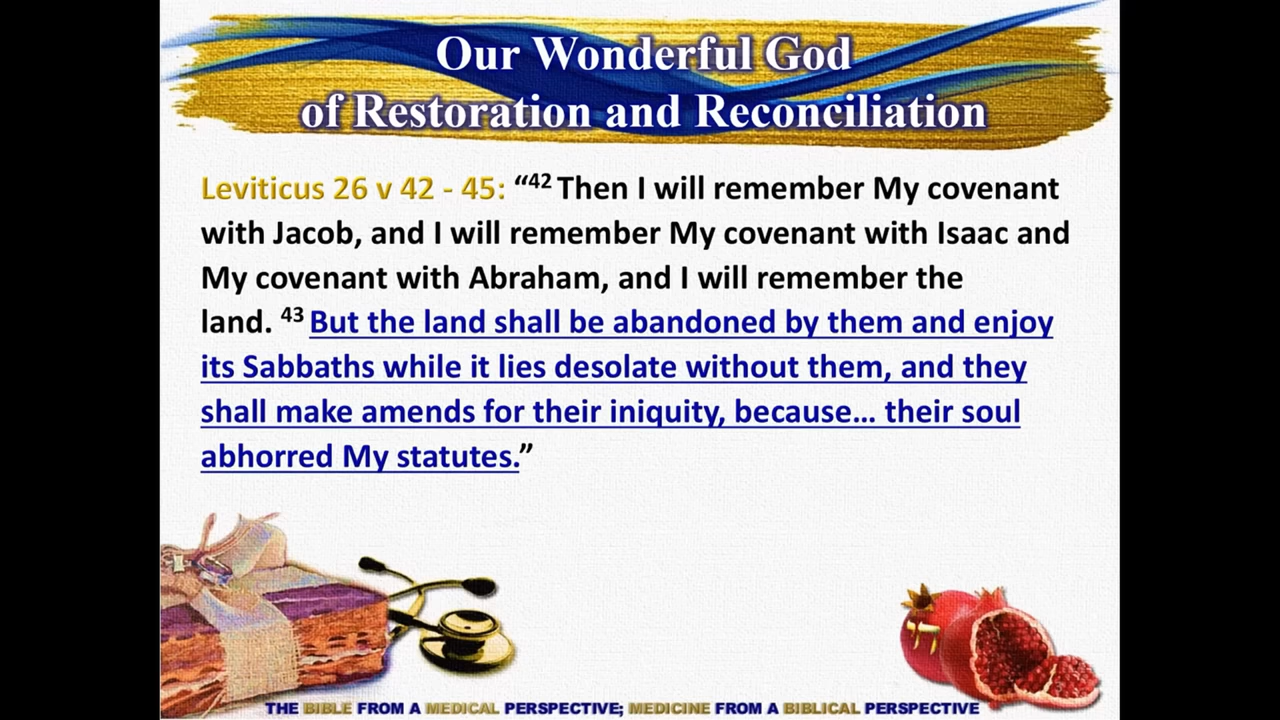 Our Wonderful God
of Restoration and Reconciliation
Leviticus 26 v 42 - 45: “42 Then I will remember My covenant
with Jacob, and I will remember My covenant with Isaac and
My covenant with Abraham, and I will remember the
land. 43 But the land shall be abandoned by them and enjoy
its Sabbaths while it lies desolate without them, and they
shall make amends for their iniquity, because… their soul
abhorred My statutes.”
THE BIBLE FROM A MEDICAL PERSPECTIVE; MEDICINE FROM A BIBLICAL PERSPECTIVE